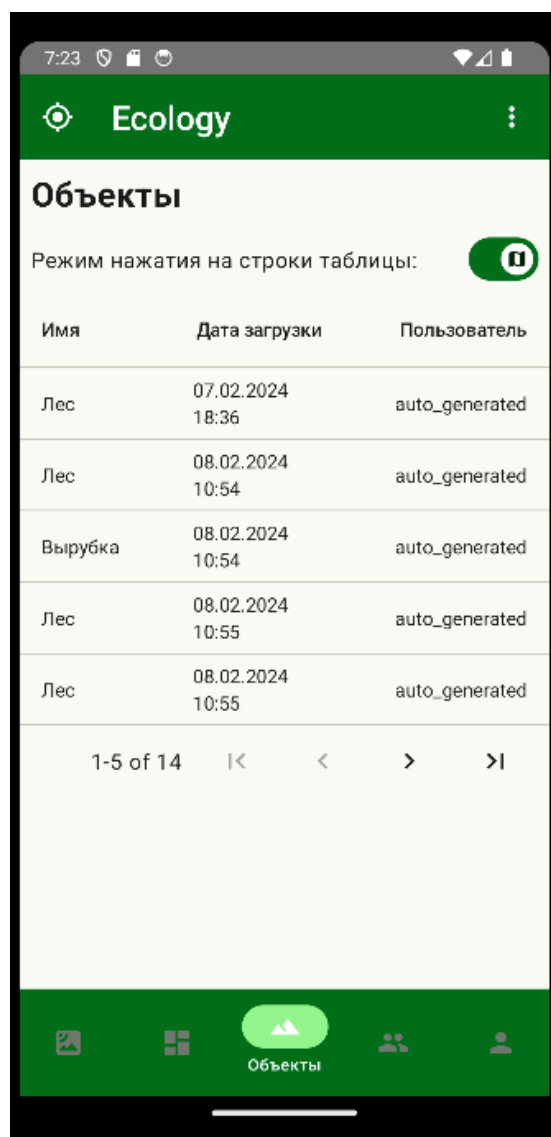 7:23
Ecology
Объекты
Режим нажатия на строки таблицы:
Имя Дата загрузки Пользователь
Лес 07.02.2024 18:36 auto_generated
Лес 08.02.2024 10:54 auto_generated
Вырубка 08.02.2024 10:54 auto_generated
Лес 08.02.2024 10:55 auto_generated
Лес 08.02.2024 10:55 auto_generated
1-5 of 14
Объекты